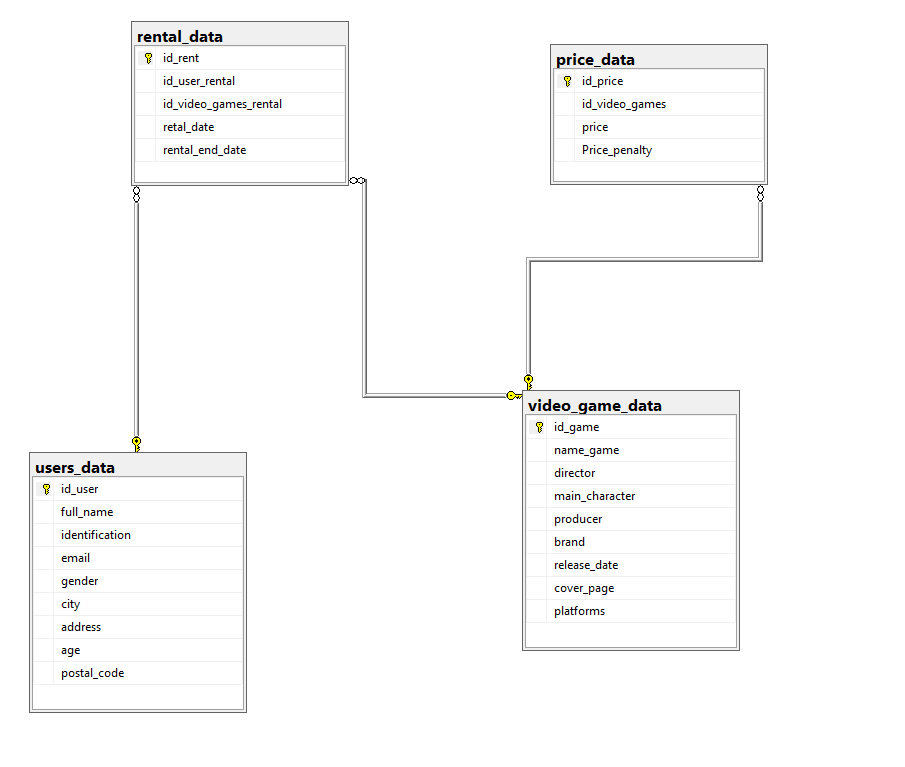 rental_data
id_rent
id_user_rental
id_video_games_rental
retal_date
rental_end_date
price_data
id_price
id_video_games
price
Price_penalty
video_game_data
id_game
name_game
director
main_character
producer
brand
release_date
cover_page
platforms
users_data
id_user
full_name
identification
email
gender
city
address
age
postal_code